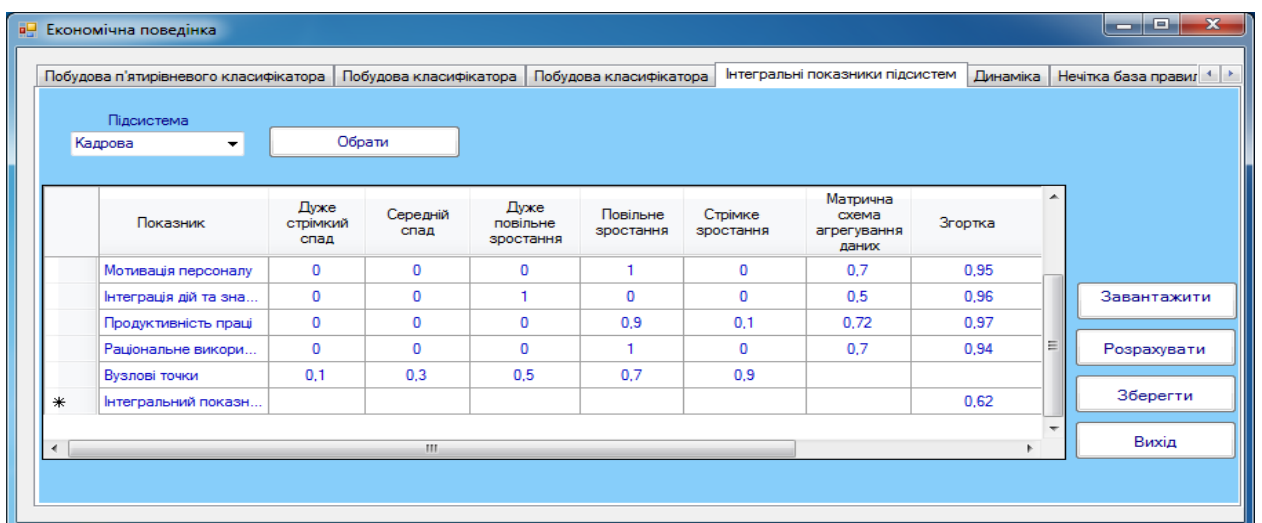 Економічна поведінка
Побудова п'ятирівневого класифікатора Побудова класифікатора Побудова класифікатора Інтегральні показники підсистем Динаміка Нечітка база правил
Підсистема
Кадрова Обрати
Показник Дуже стрімкий спад Середній спад Дуже повільне зростання Повільне зростання Стрімке зростання Матрична схема агрегування даних Згортка
Мотивація персоналу 0 0 0 1 0 0,7 0,95
Інтеграція дій та зна... 0 0 1 0 0 0,5 0,96
Завантажити
Продуктивність праці 0 0 0 0,9 0,1 0,72 0,97
Раціональне викори... 0 0 0 1 0 0,7 0,94
Розрахувати
Вузлові точки 0,1 0,3 0,5 0,7 0,9
Інтегральний показн... 0,62
Зберегти
Вихід